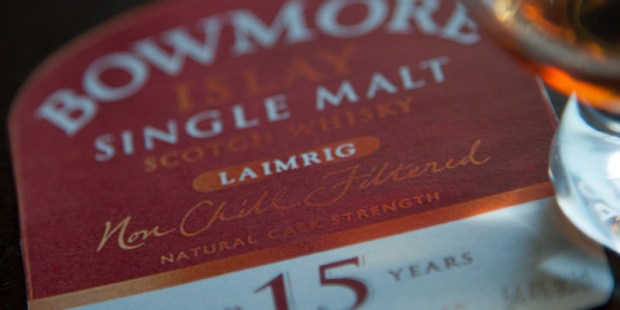 BOWMORE
ISLAY
SINGLE MALT
SCOTCH WHISKY
LAIMRIG
Non Chill Filtered
NATURAL CASK STRENGTH
15 YEARS